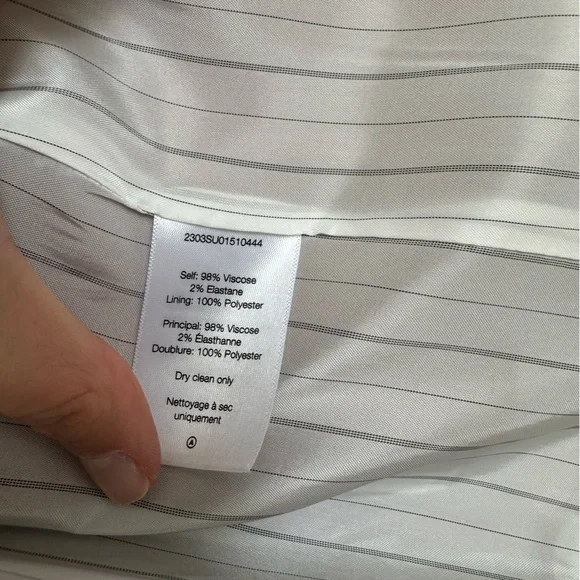 2303SU01510444
Self: 98% Viscose
2% Elastane
Lining: 100% Polyester
Principal: 98% Viscose
2% Élasthanne
Doublure: 100% Polyester
Dry clean only
Nettoyage à sec
uniquement
A